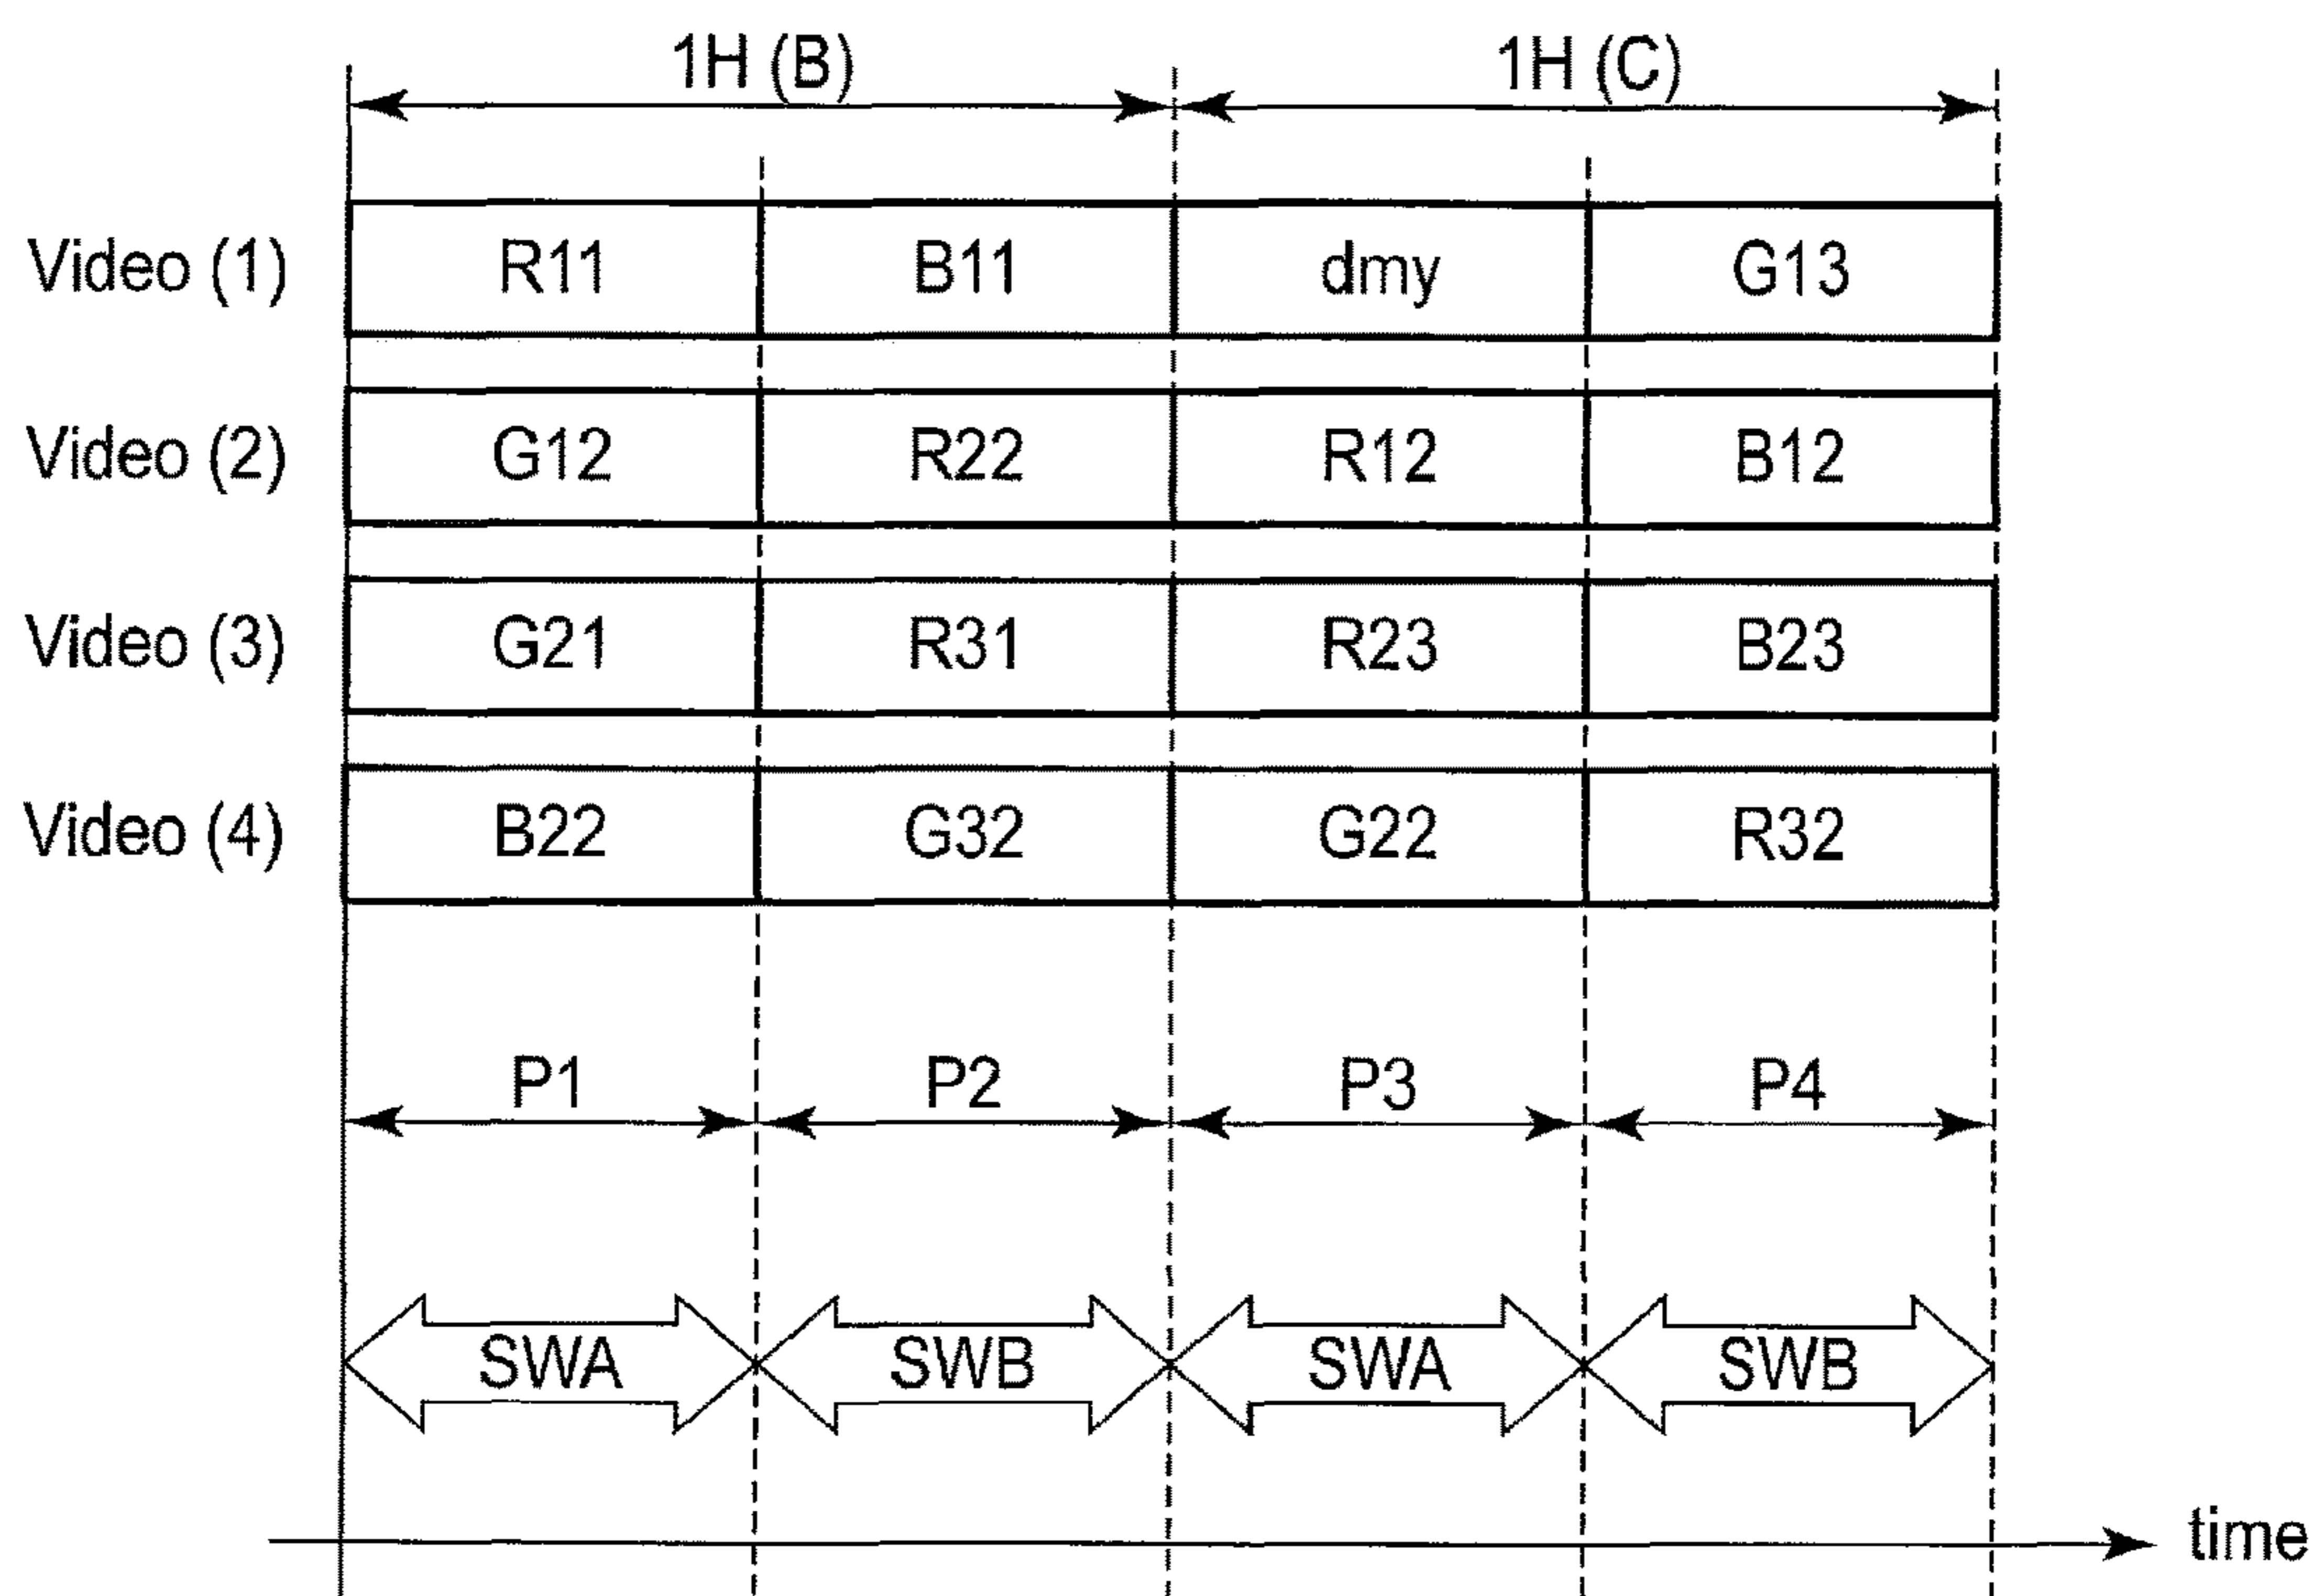 1H (B) 1H (C)
Video (1) R11 B11 dmy G13
Video (2) G12 R22 R12 B12
Video (3) G21 R31 R23 B23
Video (4) B22 G32 G22 R32
P1 P2 P3 P4
SWA SWB SWA SWB
time